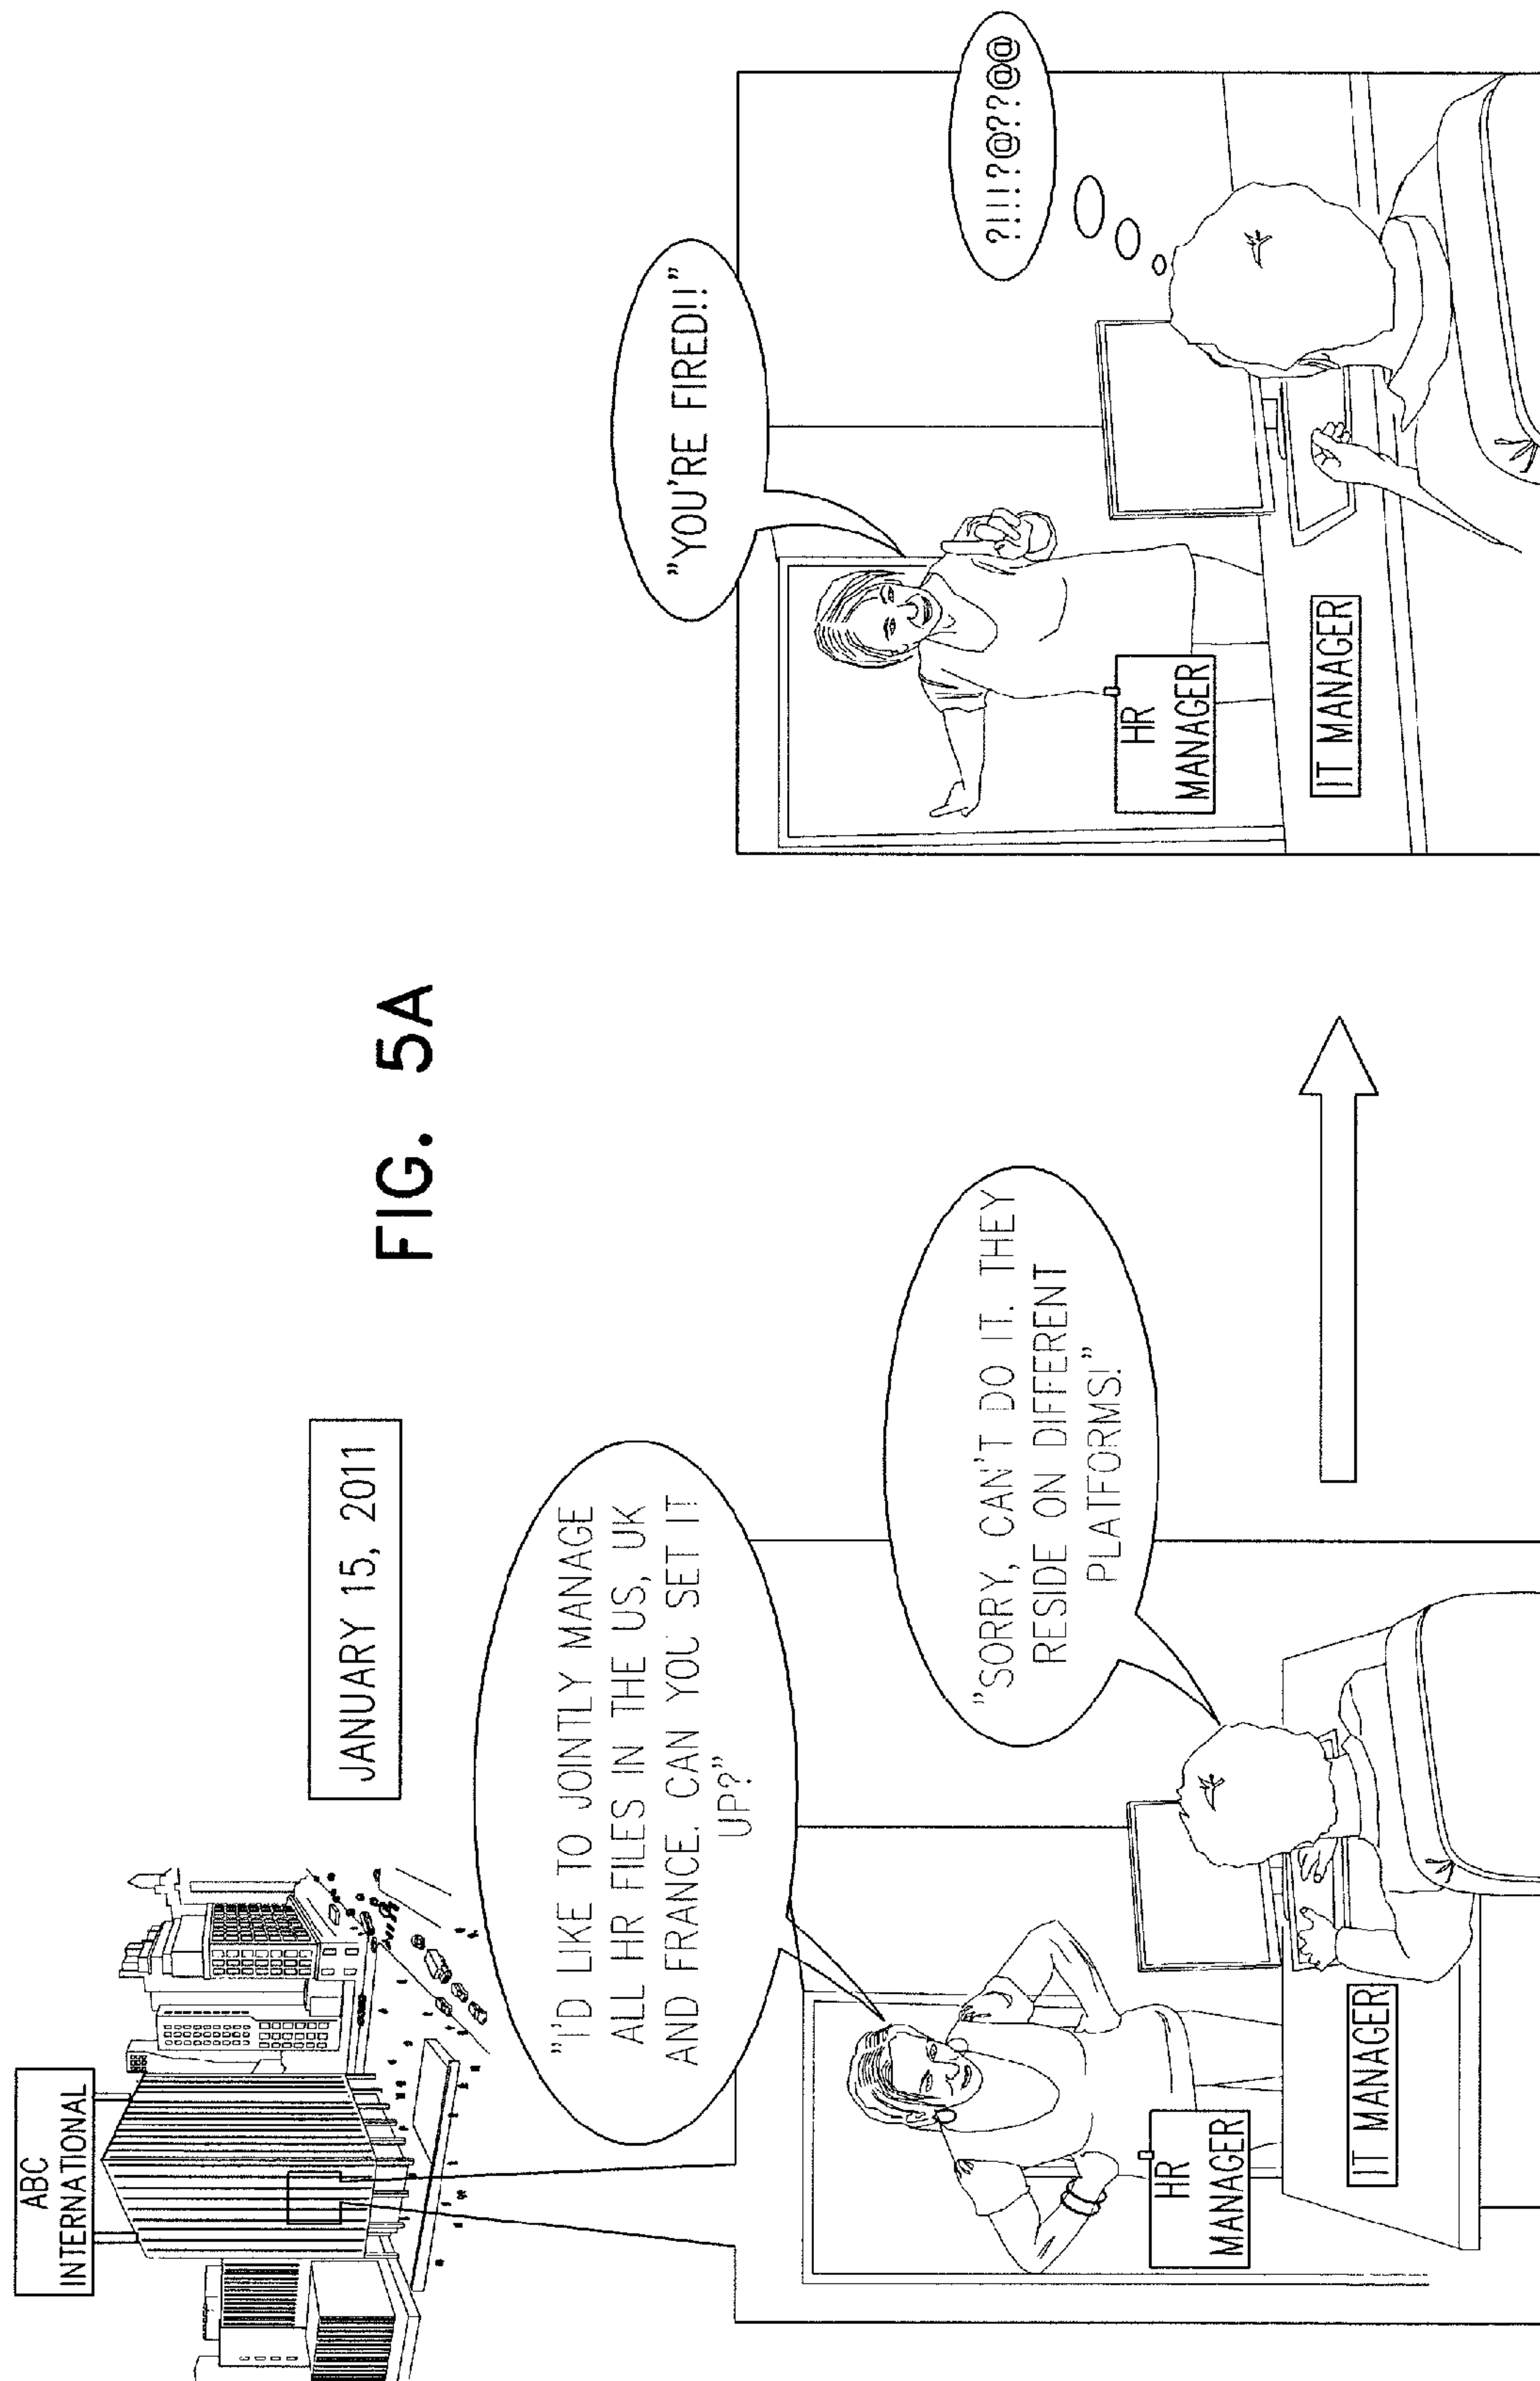 ABC
INTERNATIONAL
JANUARY 15, 2011
FIG. 5A
"I'D LIKE TO JOINTLY MANAGE
ALL HR FILES IN THE US, UK
AND FRANCE. CAN YOU SET IT
UP?"
"SORRY, CAN'T DO IT. THEY
RESIDE ON DIFFERENT
PLATFORMS!"
HR
MANAGER
IT MANAGER
"YOU'RE FIRED!!"
?!!!?@??@@
HR
MANAGER
IT MANAGER